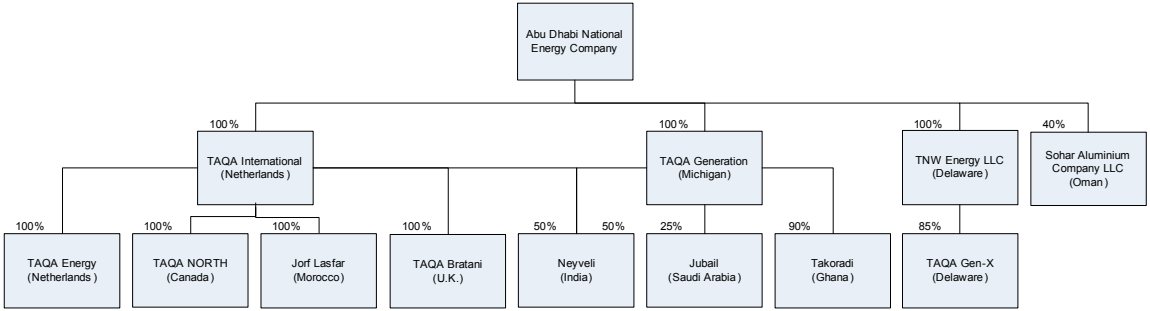 Abu Dhabi National
Energy Company
100%
100%
100%
40%
TAQA International
(Netherlands)
TAQA Generation
(Michigan)
TNW Energy LLC
(Delaware)
Sohar Aluminium
Company LLC
(Oman)
100%
100%
100%
100%
50%
50%
25%
90%
85%
TAQA Energy
(Netherlands)
TAQA NORTH
(Canada)
Jorf Lasfar
(Morocco)
TAQA Bratani
(U.K.)
Neyveli
(India)
Jubail
(Saudi Arabia)
Takoradi
(Ghana)
TAQA Gen-X
(Delaware)